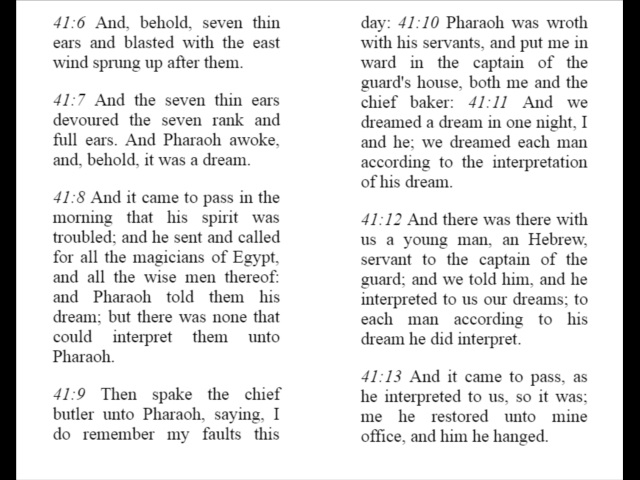 41:6 And, behold, seven thin
ears and blasted with the east
wind sprung up after them.
41:7 And the seven thin ears
devoured the seven rank and
full ears. And Pharaoh awoke,
and, behold, it was a dream.
41:8 And it came to pass in the
morning that his spirit was
troubled; and he sent and called
for all the magicians of Egypt,
and all the wise men thereof:
and Pharaoh told them his
dream; but there was none that
could interpret them unto
Pharaoh.
41:9 Then spake the chief
butler unto Pharaoh, saying, I
do remember my faults this
day: 41:10 Pharaoh was wroth
with his servants, and put me in
ward in the captain of the
guard's house, both me and the
chief baker: 41:11 And we
dreamed a dream in one night, I
and he; we dreamed each man
according to the interpretation
of his dream.
41:12 And there was there with
us a young man, an Hebrew,
servant to the captain of the
guard; and we told him, and he
interpreted to us our dreams; to
each man according to his
dream he did interpret.
41:13 And it came to pass, as
he interpreted to us, so it was;
me he restored unto mine
office, and him he hanged.